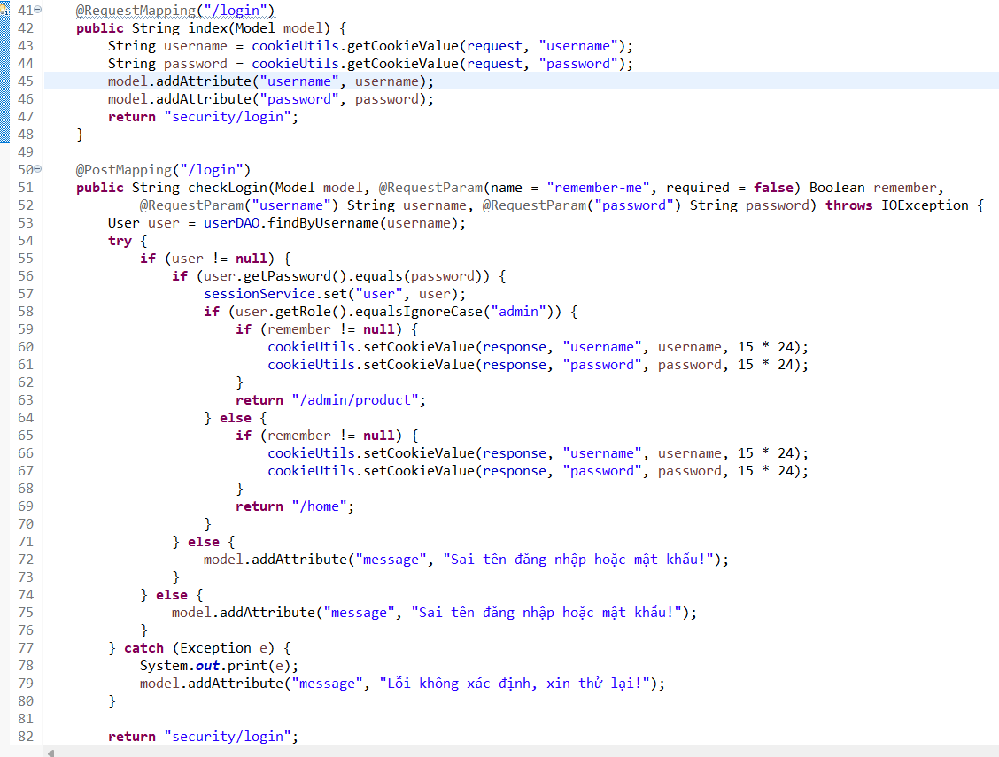 41 @RequestMapping("/login")
42 public String index(Model model) {
43 String username = cookieUtils.getCookieValue(request, "username");
44 String password = cookieUtils.getCookieValue(request, "password");
45 model.addAttribute("username", username);
46 model.addAttribute("password", password);
47 return "security/login";
48 }
49
50 @PostMapping("/login")
51 public String checkLogin(Model model, @RequestParam(name = "remember-me", required = false) Boolean remember,
52 @RequestParam("username") String username, @RequestParam("password") String password) throws IOException {
53 User user = userDAO.findByUsername(username);
54 try {
55 if (user != null) {
56 if (user.getPassword().equals(password)) {
57 sessionService.set("user", user);
58 if (user.getRole().equalsIgnoreCase("admin")) {
59 if (remember != null) {
60 cookieUtils.setCookieValue(response, "username", username, 15 * 24);
61 cookieUtils.setCookieValue(response, "password", password, 15 * 24);
62 }
63 return "/admin/product";
64 } else {
65 if (remember != null) {
66 cookieUtils.setCookieValue(response, "username", username, 15 * 24);
67 cookieUtils.setCookieValue(response, "password", password, 15 * 24);
68 }
69 return "/home";
70 }
71 } else {
72 model.addAttribute("message", "Sai tên đăng nhập hoặc mật khẩu!");
73 }
74 } else {
75 model.addAttribute("message", "Sai tên đăng nhập hoặc mật khẩu!");
76 }
77 } catch (Exception e) {
78 System.out.print(e);
79 model.addAttribute("message", "Lỗi không xác định, xin thử lại!");
80 }
81
82 return "security/login";